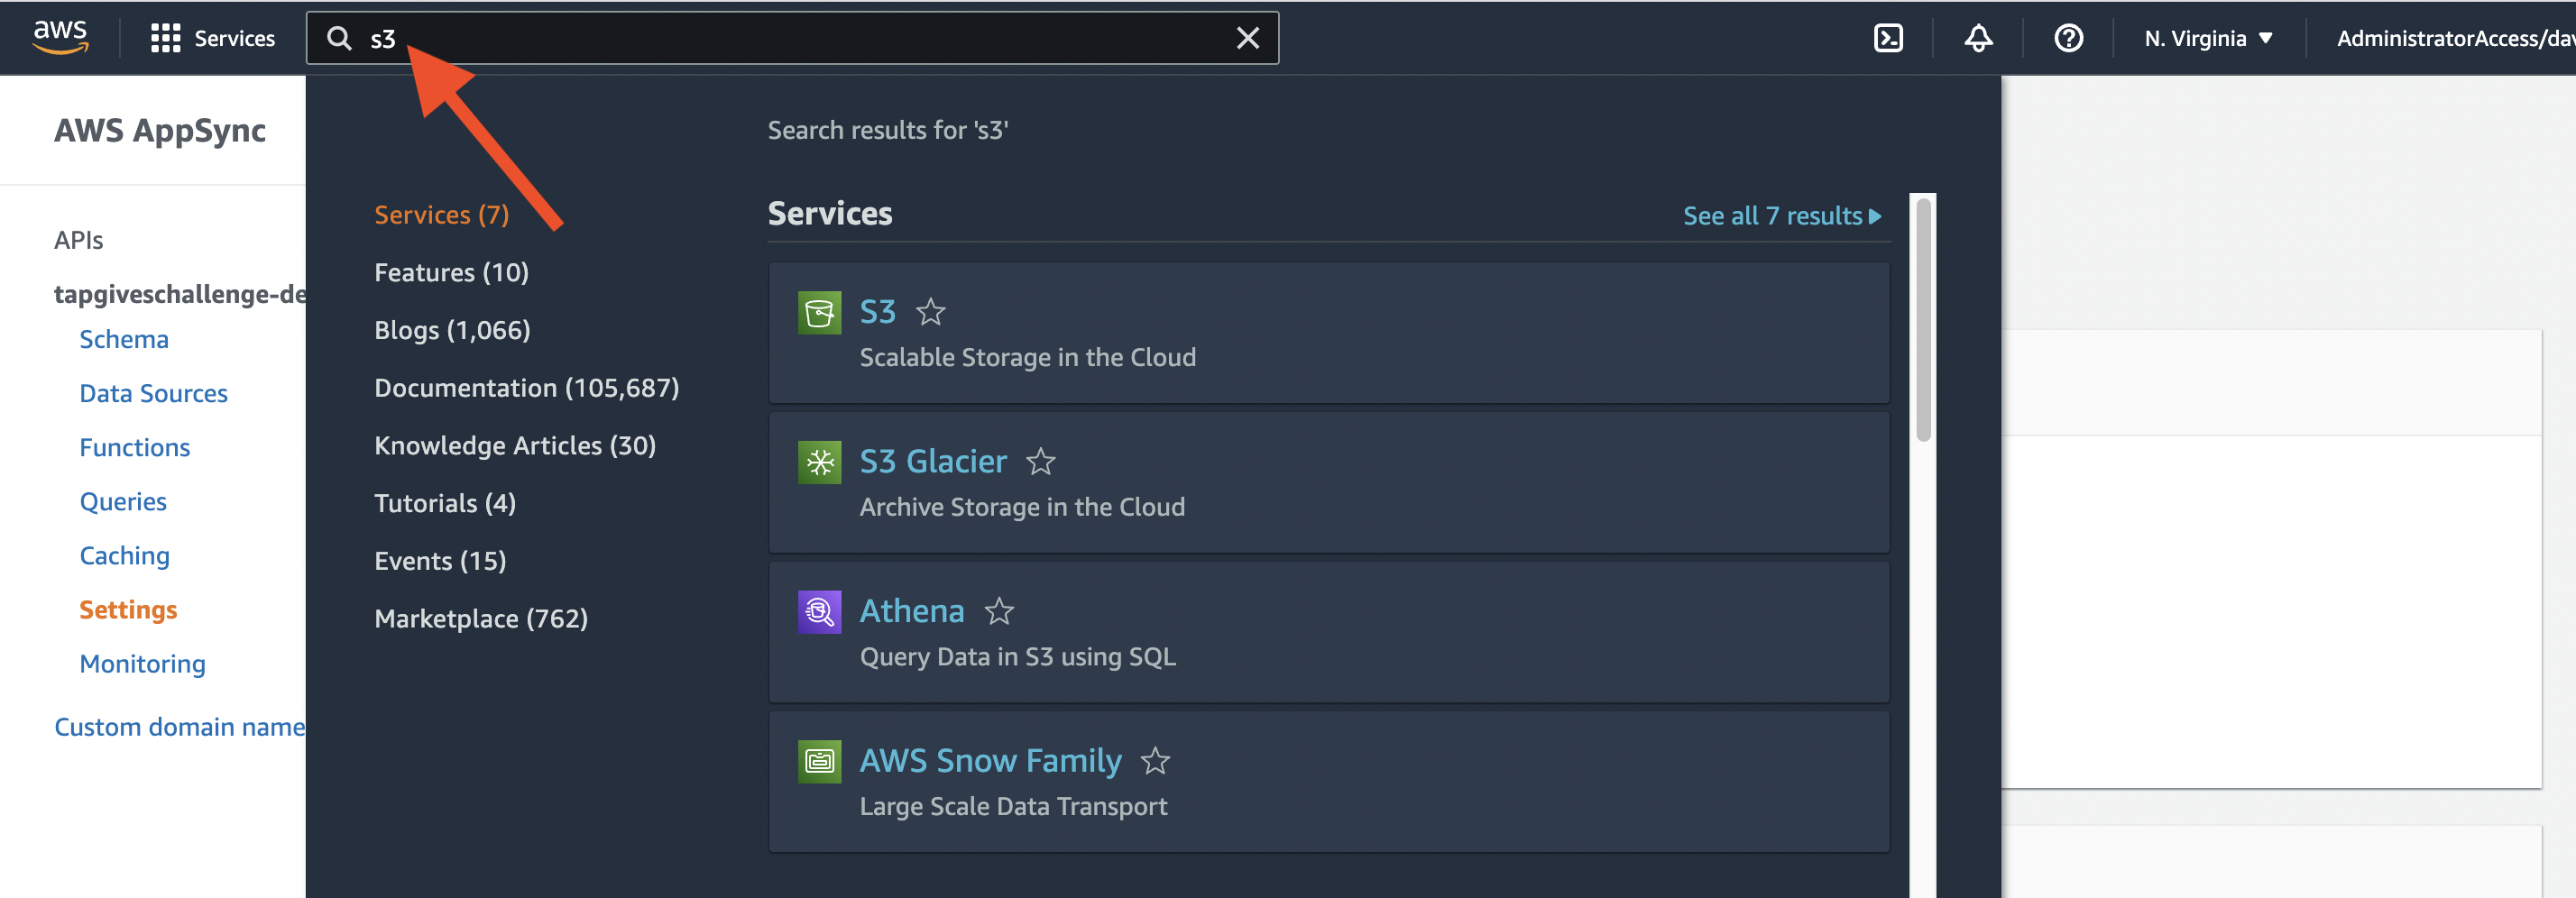 aws
Services
s3
N. Virginia
AdministratorAccess/dav
AWS AppSync
APIs
tapgiveschallenge-de
Schema
Data Sources
Functions
Queries
Caching
Settings
Monitoring
Custom domain name
Search results for 's3'
Services (7)
Features (10)
Blogs (1,066)
Documentation (105,687)
Knowledge Articles (30)
Tutorials (4)
Events (15)
Marketplace (762)
Services
See all 7 results
S3
Scalable Storage in the Cloud
S3 Glacier
Archive Storage in the Cloud
Athena
Query Data in S3 using SQL
AWS Snow Family
Large Scale Data Transport